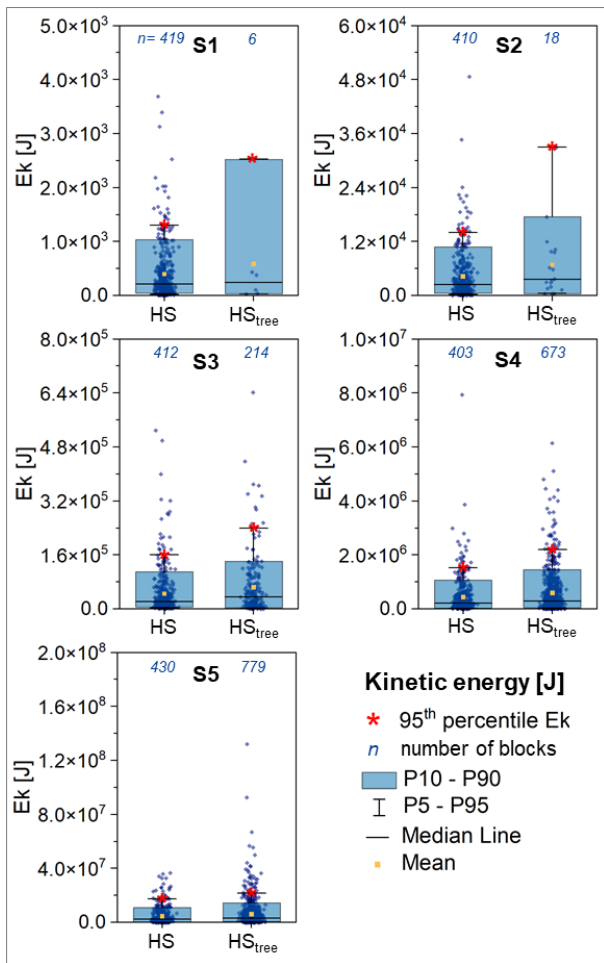 n= 419 S1 6
Ek [J]
5.0×10³
4.0×10³
3.0×10³
2.0×10³
1.0×10³
0.0
HS HStree
410 S2 18
Ek [J]
6.0×10⁴
4.8×10⁴
3.6×10⁴
2.4×10⁴
1.2×10⁴
0.0
HS HStree
412 S3 214
Ek [J]
8.0×10⁵
6.4×10⁵
4.8×10⁵
3.2×10⁵
1.6×10⁵
0.0
HS HStree
403 S4 673
Ek [J]
1.0×10⁷
8.0×10⁶
6.0×10⁶
4.0×10⁶
2.0×10⁶
0.0
HS HStree
430 S5 779
Ek [J]
2.0×10⁸
1.6×10⁸
1.2×10⁸
8.0×10⁷
4.0×10⁷
0.0
HS HStree
Kinetic energy [J]
* 95th percentile Ek
n number of blocks
P10 - P90
P5 - P95
Median Line
Mean